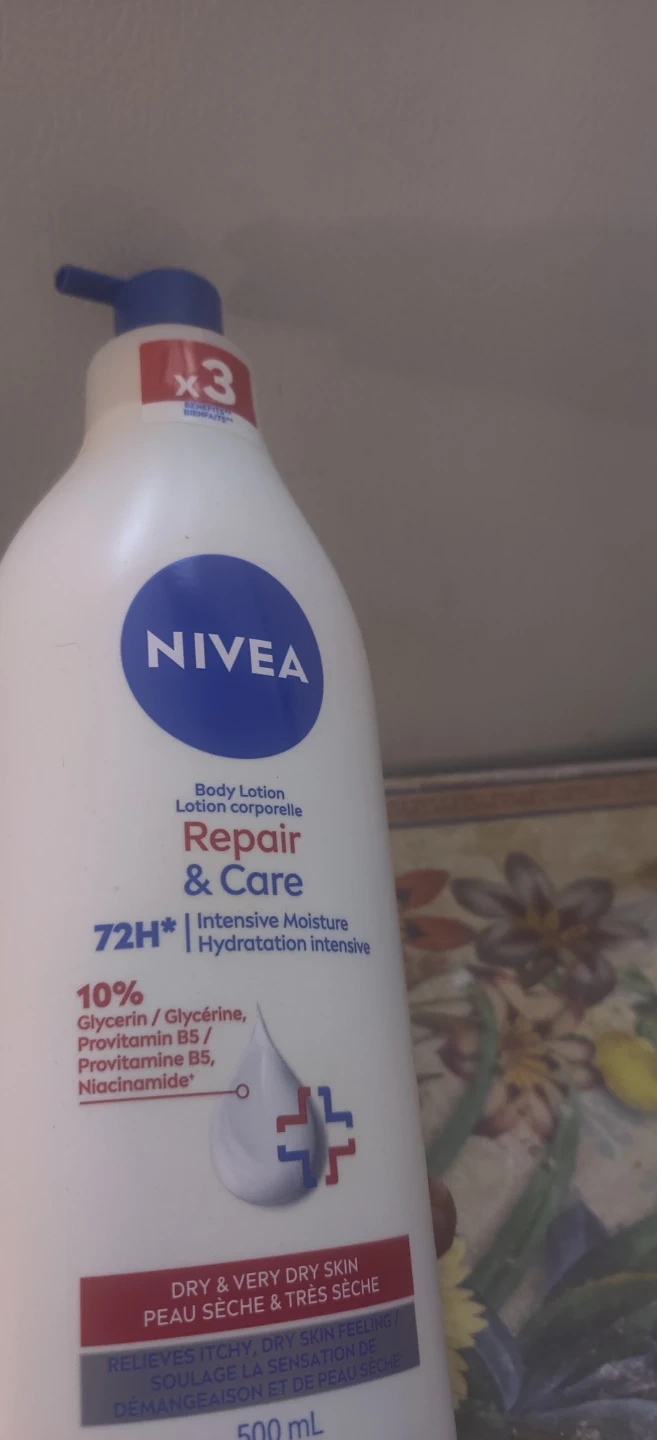 x3
BENEFITS**
BIENFAITS**
NIVEA
Body Lotion
Lotion corporelle
Repair
& Care
72H*
Intensive Moisture
Hydratation intensive
10%
Glycerin / Glycérine,
Provitamin B5 /
Provitamine B5,
Niacinamide⁺
DRY & VERY DRY SKIN
PEAU SÈCHE & TRÈS SÈCHE
RELIEVES ITCHY, DRY SKIN FEELING /
SOULAGE LA SENSATION DE
DÉMANGEAISON ET DE PEAU SÈCHE
500 mL